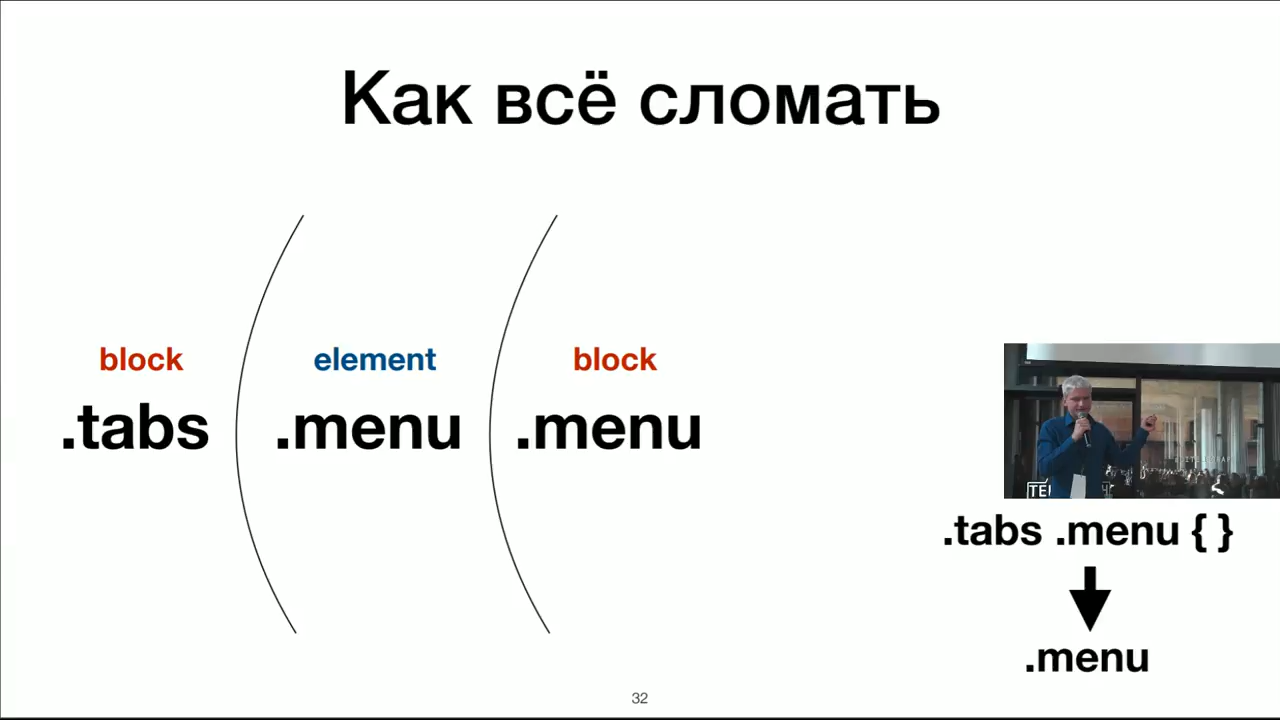 Как всё сломать
block
element
block
.tabs
.menu
.menu
.tabs .menu { }
.menu
32